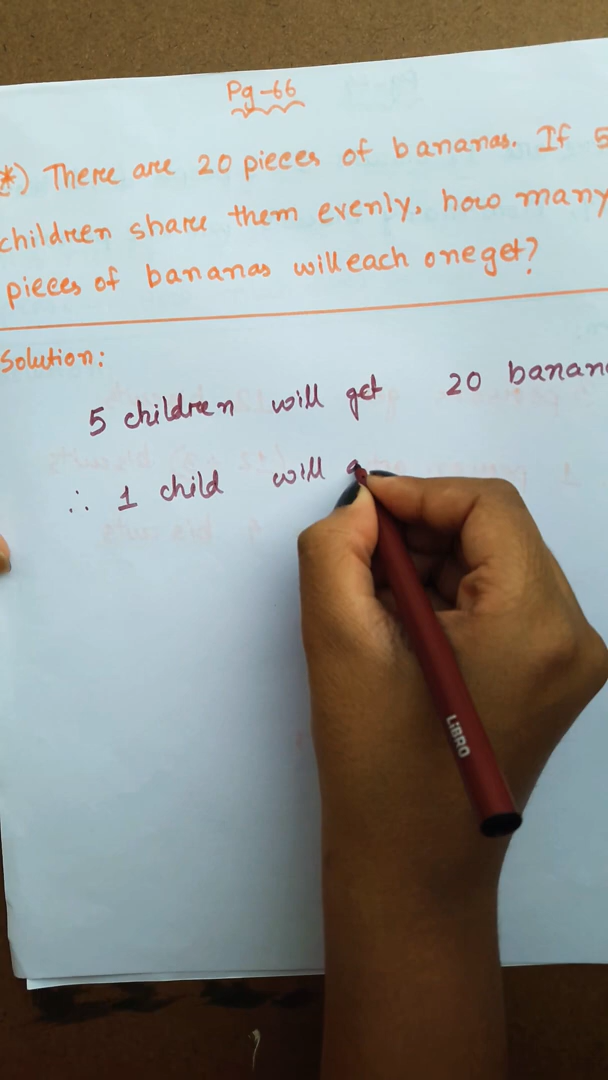 Pg-66
*) There are 20 pieces of bananas. If 5
children share them evenly, how many
pieces of bananas will each one get?
Solution:
5 children will get 20 banan
∴ 1 child will g
LiBRO